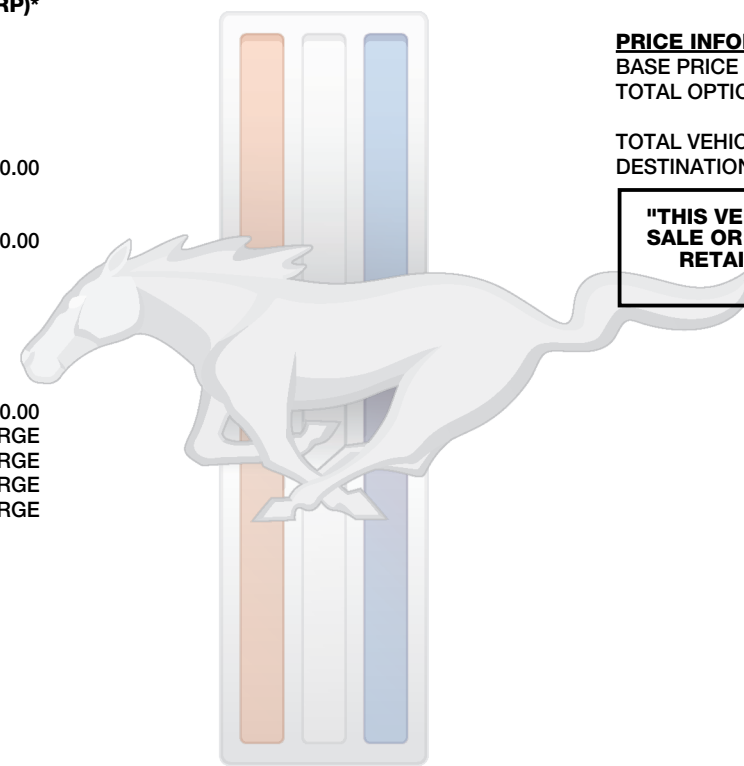 RP)*
0.00
0.00
0.00
RGE
RGE
RGE
RGE
PRICE INFO
BASE PRICE
TOTAL OPTIO
TOTAL VEHIC
DESTINATION
"THIS VE
SALE OR
RETAI